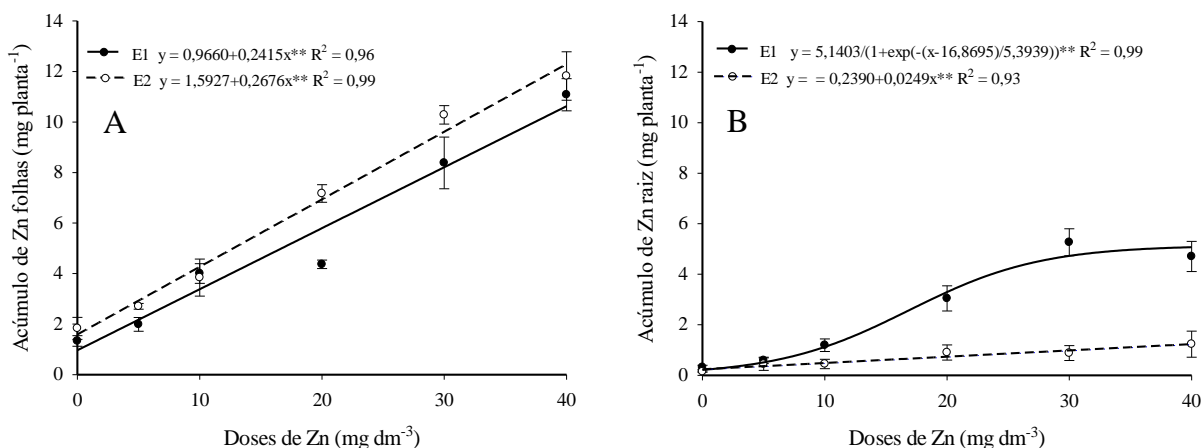 14
12
10
8
6
4
2
0
Acúmulo de Zn folhas (mg planta⁻¹)
E1 y = 0,9660+0,2415x** R² = 0,96
E2 y = 1,5927+0,2676x** R² = 0,99
A
0 10 20 30 40
Doses de Zn (mg dm⁻³)
14
12
10
8
6
4
2
0
Acúmulo de Zn raiz (mg planta⁻¹)
E1 y = 5,1403/(1+exp(-(x-16,8695)/5,3939))** R² = 0,99
E2 y = = 0,2390+0,0249x** R² = 0,93
B
0 10 20 30 40
Doses de Zn (mg dm⁻³)